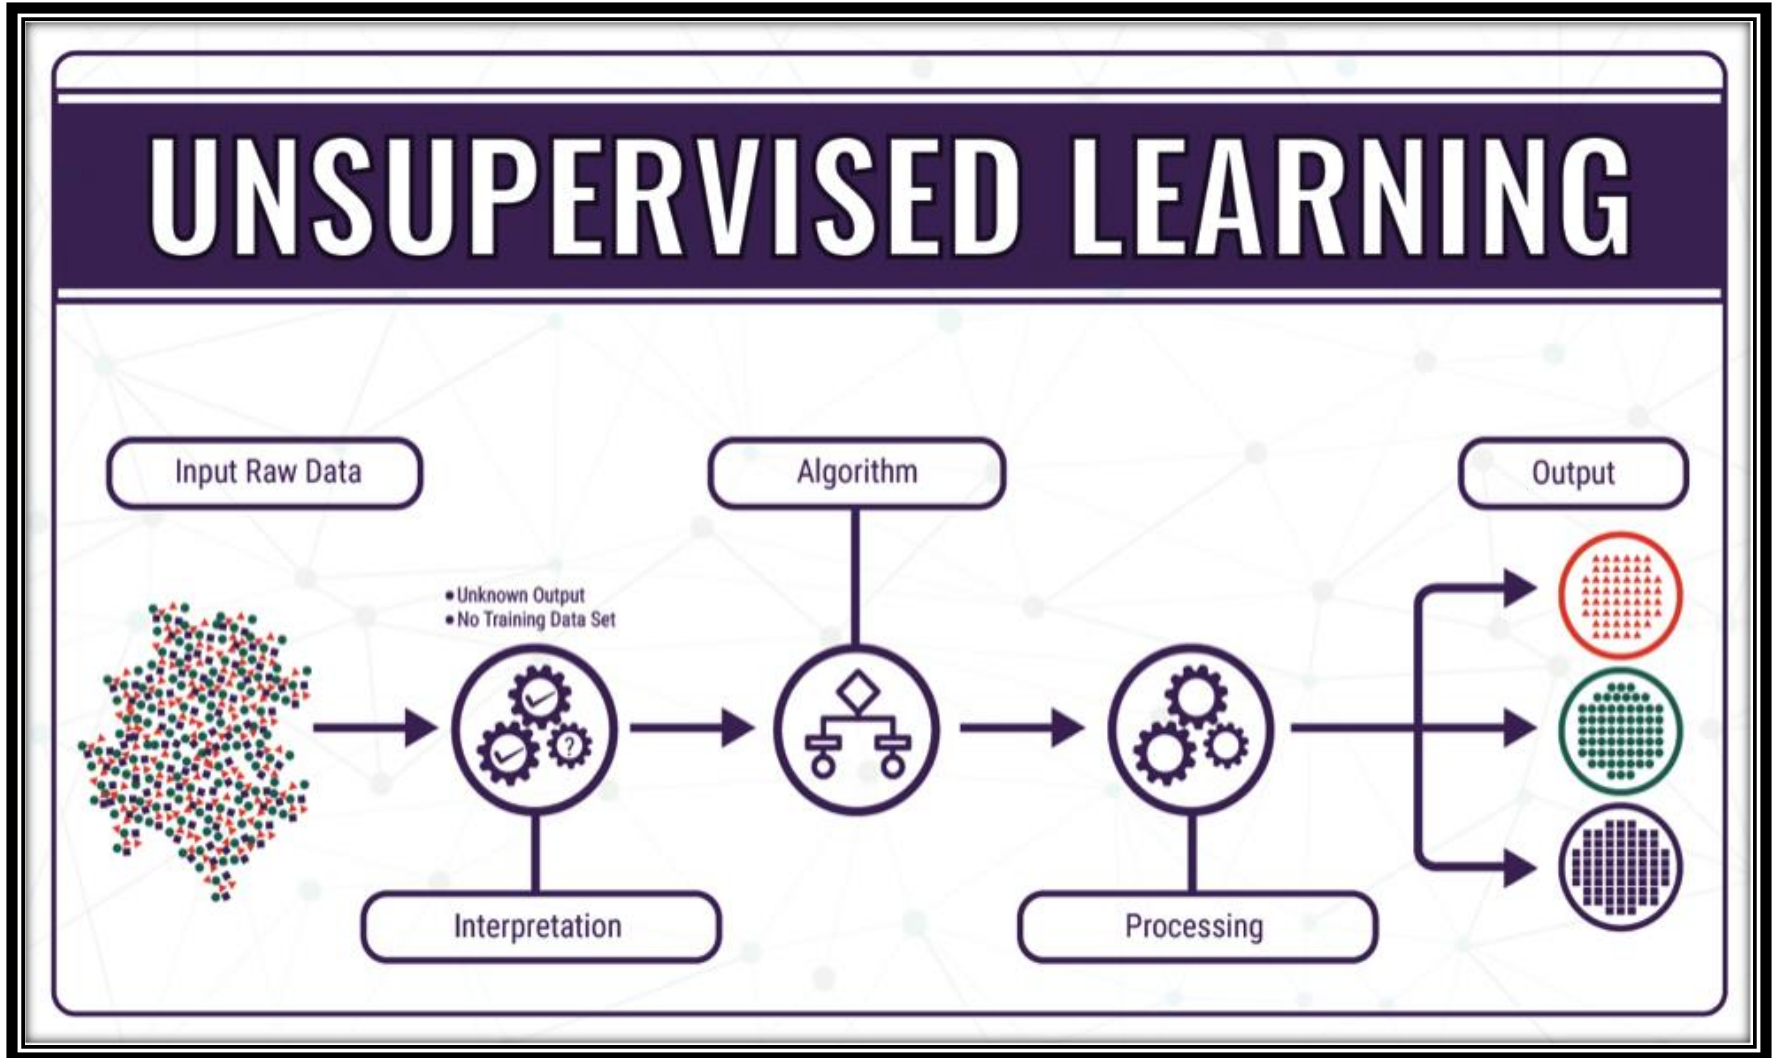 UNSUPERVISED LEARNING
Input Raw Data
Algorithm
Output
• Unknown Output
• No Training Data Set
?
Interpretation
Processing